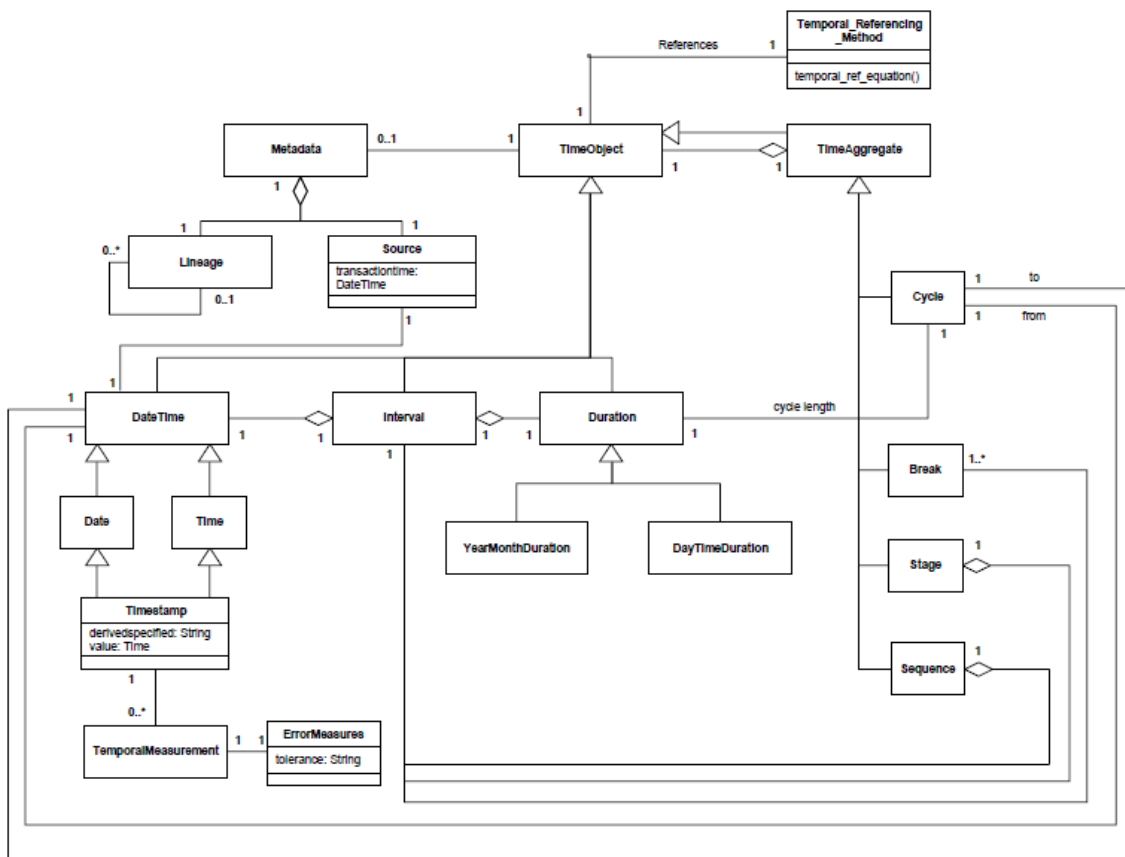 Temporal_Referencing
_Method
References
1
temporal_ref_equation()
1
Metadata
0..1
1
TimeObject
TimeAggregate
1
1
1
1
1
0..*
Lineage
0..1
Source
transactiontime:
DateTime
1
Cycle
1
to
1
from
1
1
1
DateTime
1
1
1
Interval
1
1
1
Duration
1
cycle length
Break
1..*
Date
Time
YearMonthDuration
DayTimeDuration
Stage
1
Timestamp
derivedspecified: String
value: Time
1
Sequence
1
0..*
TemporalMeasurement
1
1
ErrorMeasures
tolerance: String